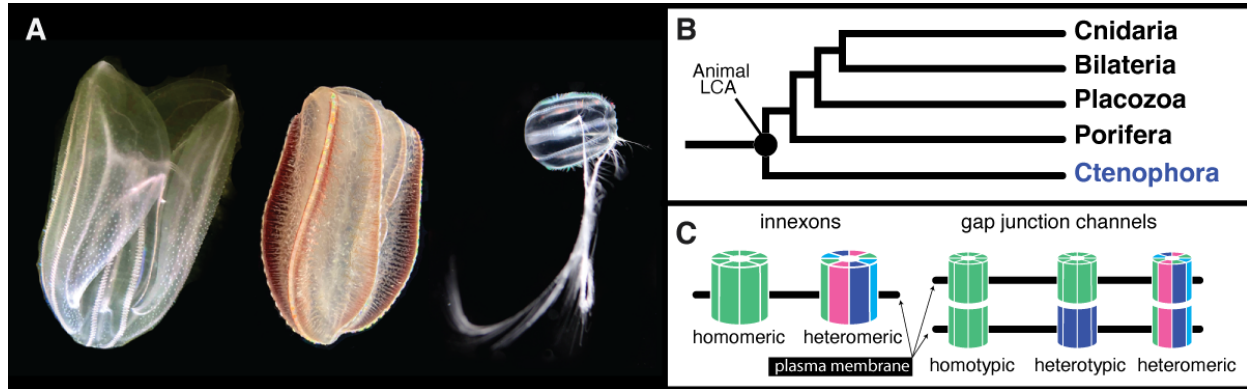 A
B
Animal
LCA
Cnidaria
Bilateria
Placozoa
Porifera
Ctenophora
C
innexons
gap junction channels
homomeric
heteromeric
plasma membrane
homotypic
heterotypic
heteromeric